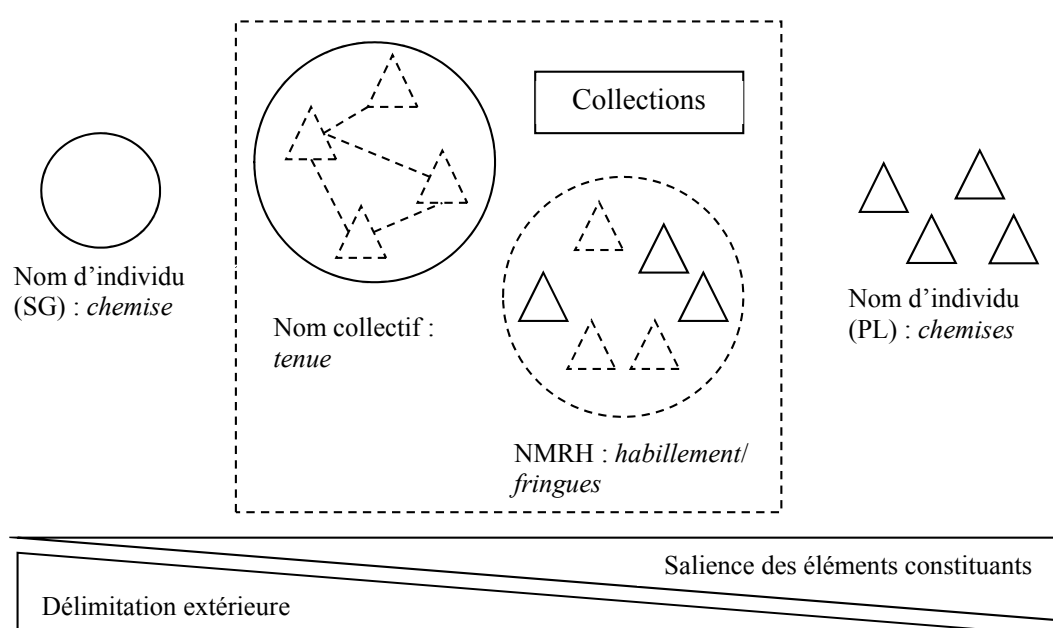 Collections
Nom d’individu
(SG) : chemise
Nom collectif :
tenue
NMRH : habillement/
fringues
Nom d’individu
(PL) : chemises
Salience des éléments constituants
Délimitation extérieure